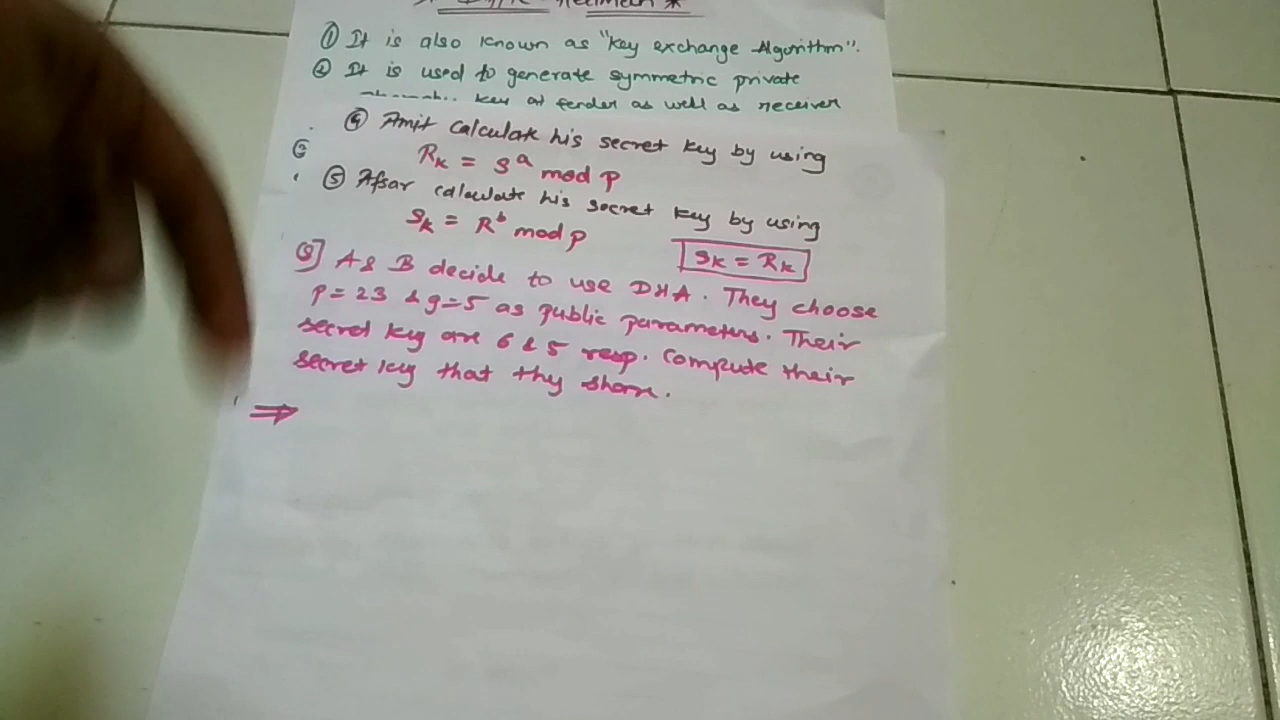 ① It is also known as "Key exchange Algorithm".
② It is used to generate symmetric private
key at sender as well as receiver
④ Amit calculate his secret key by using
Rk = S^a mod p
⑤ Afsar calculate his secret key by using
Sk = R^b mod p
Sk = Rk
Q] A & B decide to use DHA. They choose
p=23 & g=5 as public parameters. Their
secret key are 6 & 5 resp. Compute their
secret key that thy share.
⇒